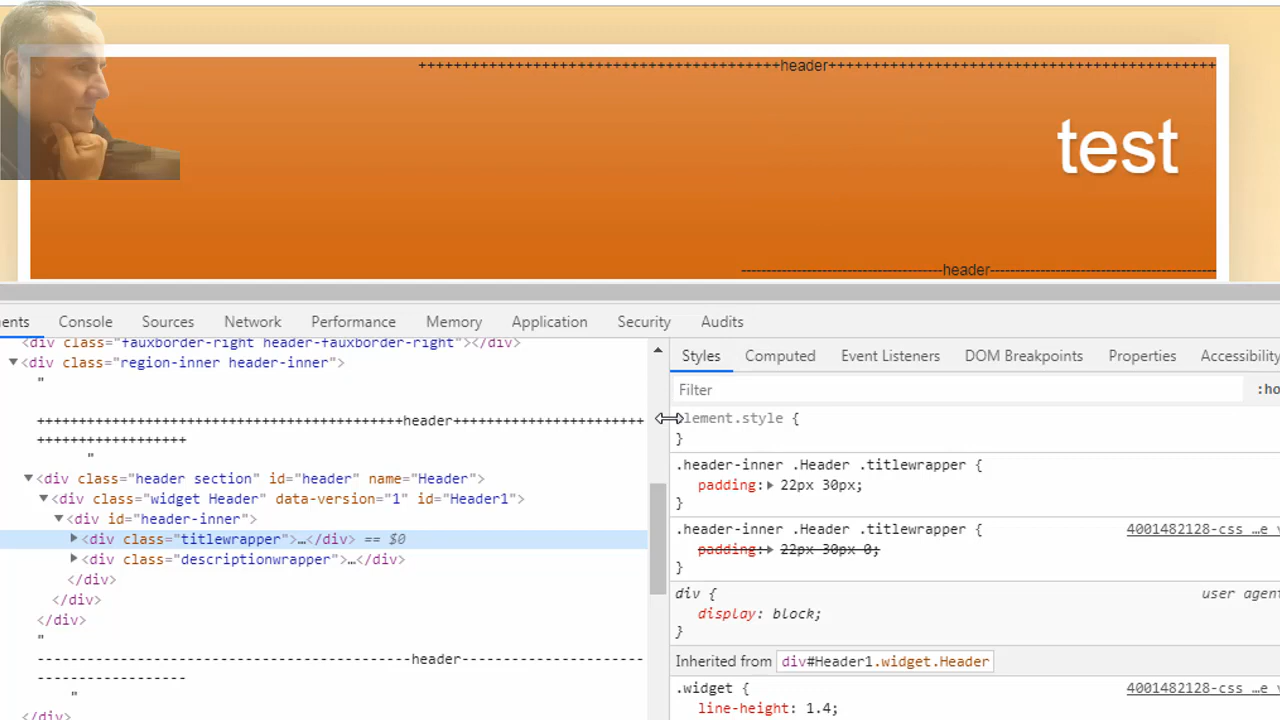 ++++++++++++++++++++++++++++++++++++++++++header+++++++++++++++++++++++++++++++++++++++++++++
test
-----------------------------------------header----------------------------------------------
ents Console Sources Network Performance Memory Application Security Audits
<div class="fauxborder-right header-fauxborder-right"></div>
▼<div class="region-inner header-inner">
"
++++++++++++++++++++++++++++++++++++++++++header++++++++++++++++++++++
+++++++++++++++++
"
▼<div class="header section" id="header" name="Header">
▼<div class="widget Header" data-version="1" id="Header1">
▼<div id="header-inner">
▶<div class="titlewrapper">…</div> == $0
▶<div class="descriptionwrapper">…</div>
</div>
</div>
</div>
"
-------------------------------------------header---------------------
-----------------
"
</div>
Styles Computed Event Listeners DOM Breakpoints Properties Accessibility
Filter :ho
element.style {
}
.header-inner .Header .titlewrapper {
padding:▶ 22px 30px;
}
.header-inner .Header .titlewrapper { 4001482128-css …e v
padding:▶ 22px 30px 0;
}
div { user agent
display: block;
}
Inherited from div#Header1.widget.Header
.widget { 4001482128-css …e v
line-height: 1.4;